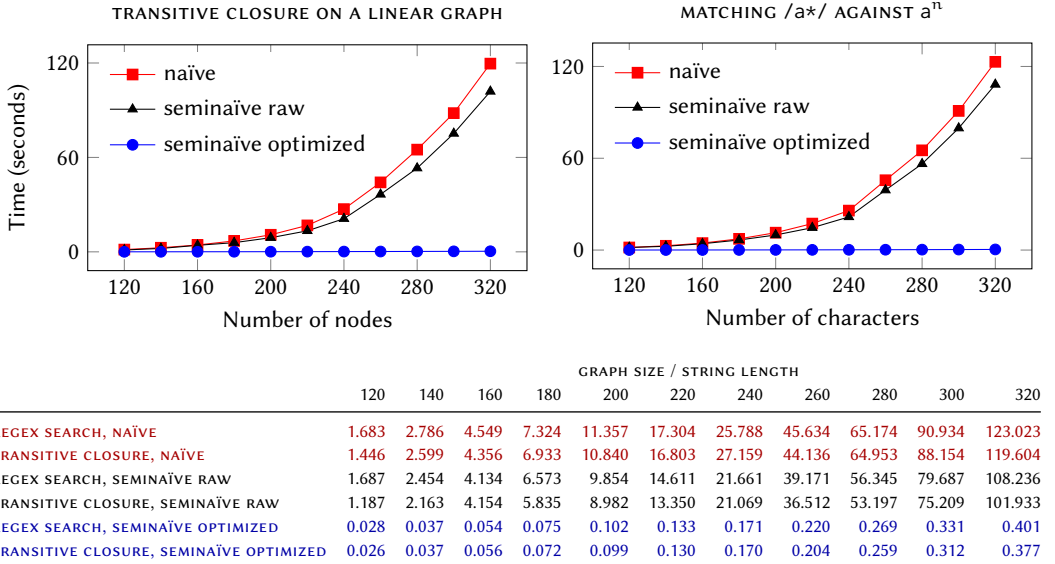 TRANSITIVE CLOSURE ON A LINEAR GRAPH
120
60
0
Time (seconds)
naïve
seminaïve raw
seminaïve optimized
120 160 200 240 280 320
Number of nodes
MATCHING /a*/ AGAINST aⁿ
120
60
0
naïve
seminaïve raw
seminaïve optimized
120 160 200 240 280 320
Number of characters
GRAPH SIZE / STRING LENGTH
120 140 160 180 200 220 240 260 280 300 320
EGEX SEARCH, NAÏVE 1.683 2.786 4.549 7.324 11.357 17.304 25.788 45.634 65.174 90.934 123.023
RANSITIVE CLOSURE, NAÏVE 1.446 2.599 4.356 6.933 10.840 16.803 27.159 44.136 64.953 88.154 119.604
EGEX SEARCH, SEMINAÏVE RAW 1.687 2.454 4.134 6.573 9.854 14.611 21.661 39.171 56.345 79.687 108.236
RANSITIVE CLOSURE, SEMINAÏVE RAW 1.187 2.163 4.154 5.835 8.982 13.350 21.069 36.512 53.197 75.209 101.933
EGEX SEARCH, SEMINAÏVE OPTIMIZED 0.028 0.037 0.054 0.075 0.102 0.133 0.171 0.220 0.269 0.331 0.401
RANSITIVE CLOSURE, SEMINAÏVE OPTIMIZED 0.026 0.037 0.056 0.072 0.099 0.130 0.170 0.204 0.259 0.312 0.377